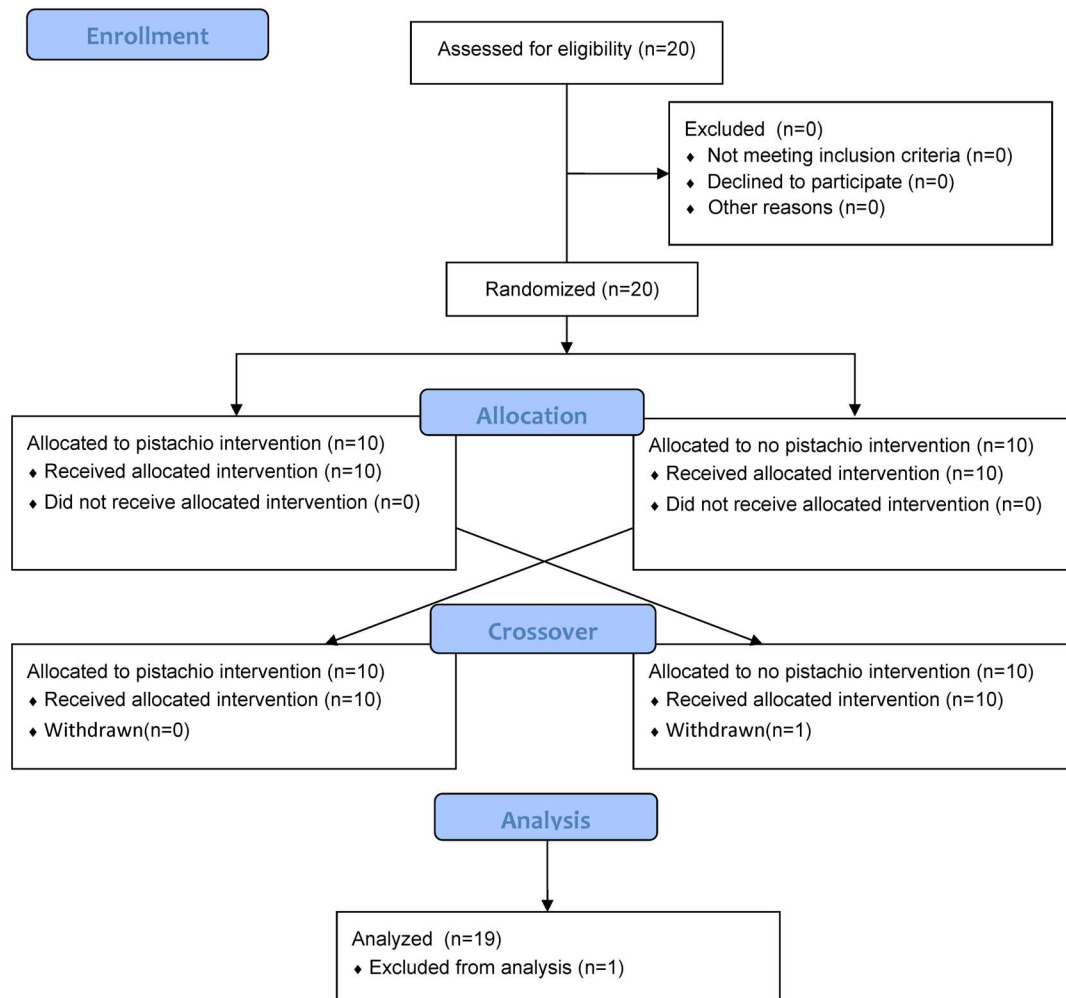 Enrollment
Assessed for eligibility (n=20)
Excluded (n=0)
♦ Not meeting inclusion criteria (n=0)
♦ Declined to participate (n=0)
♦ Other reasons (n=0)
Randomized (n=20)
Allocation
Allocated to pistachio intervention (n=10)
♦ Received allocated intervention (n=10)
♦ Did not receive allocated intervention (n=0)
Allocated to no pistachio intervention (n=10)
♦ Received allocated intervention (n=10)
♦ Did not receive allocated intervention (n=0)
Crossover
Allocated to pistachio intervention (n=10)
♦ Received allocated intervention (n=10)
♦ Withdrawn(n=0)
Allocated to no pistachio intervention (n=10)
♦ Received allocated intervention (n=10)
♦ Withdrawn(n=1)
Analysis
Analyzed (n=19)
♦ Excluded from analysis (n=1)